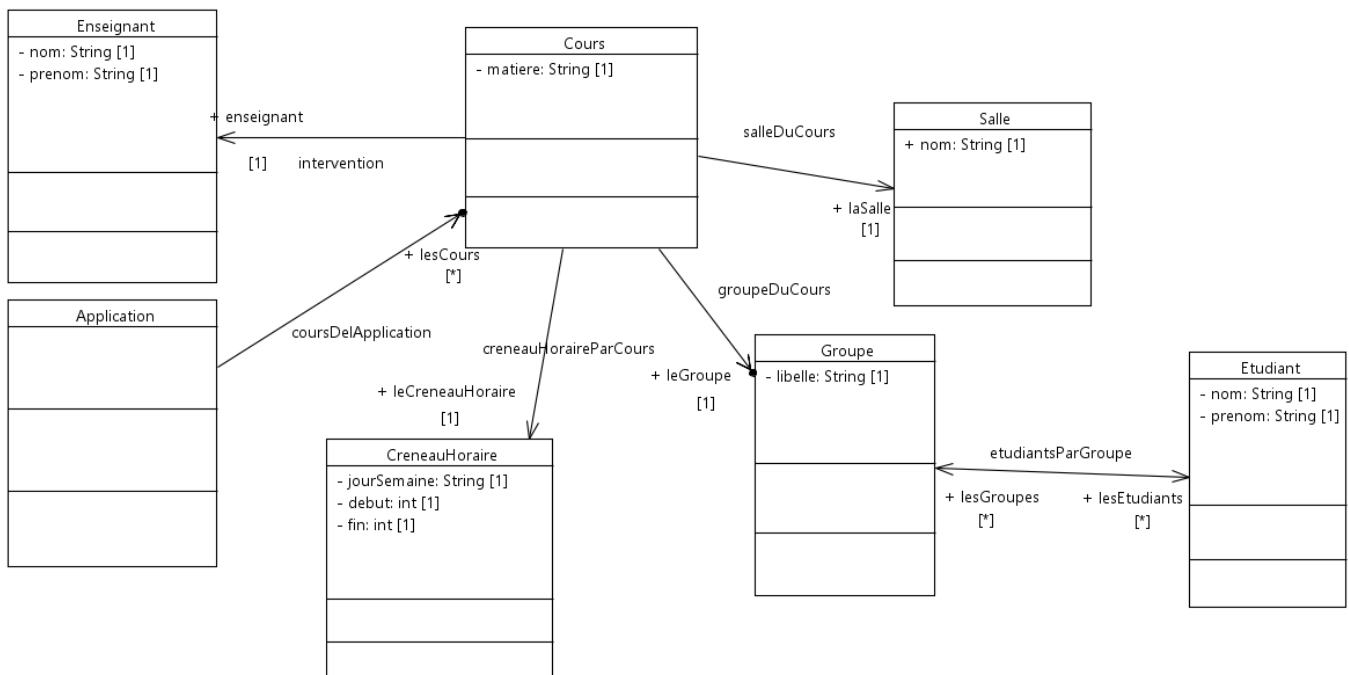 Enseignant
- nom: String [1]
- prenom: String [1]
+ enseignant
[1]
intervention
Cours
- matiere: String [1]
salleDuCours
Salle
+ nom: String [1]
+ laSalle
[1]
Application
+ lesCours
[*]
coursDelApplication
creneauHoraireParCours
+ leCreneauHoraire
[1]
CreneauHoraire
- jourSemaine: String [1]
- debut: int [1]
- fin: int [1]
groupeDuCours
+ leGroupe
[1]
Groupe
- libelle: String [1]
etudiantsParGroupe
+ lesGroupes
[*]
+ lesEtudiants
[*]
Etudiant
- nom: String [1]
- prenom: String [1]